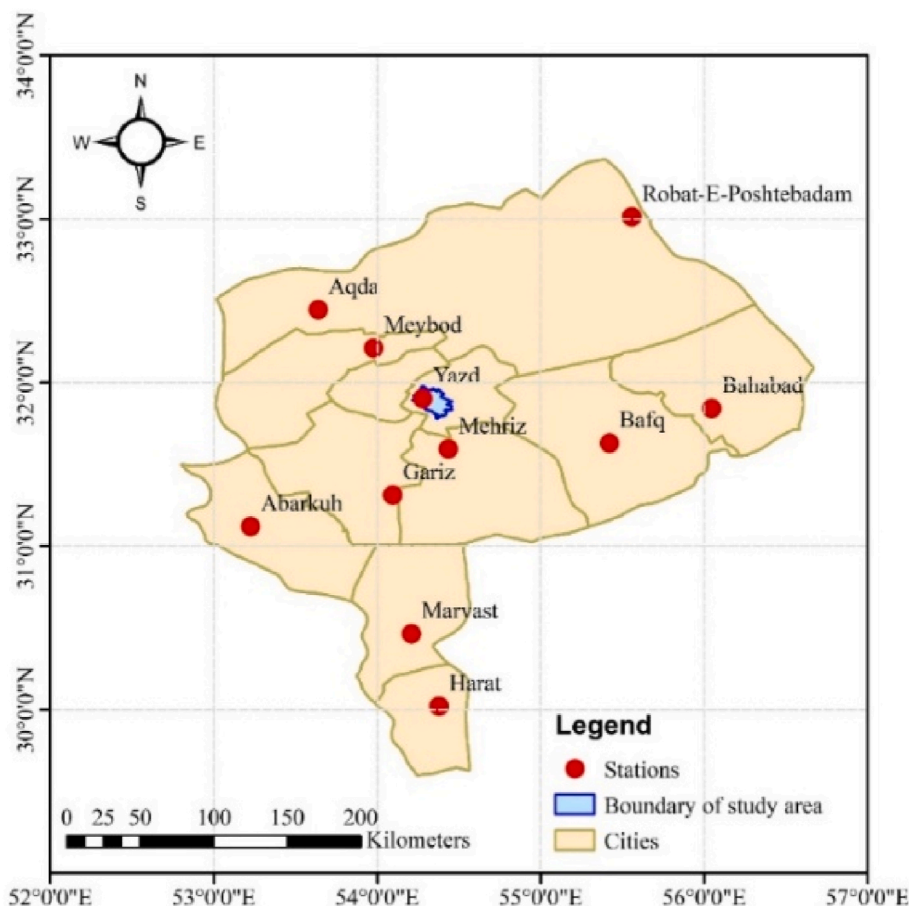 34°0'0"N
N
W
E
S
Robat-E-Poshtebadam
33°0'0"N
Aqda
Meybod
32°0'0"N
Yazd
Bahabad
Mehriz
Bafq
Gariz
Abarkuh
31°0'0"N
Marvast
Harat
30°0'0"N
Legend
Stations
Boundary of study area
Cities
0 25 50 100 150 200
Kilometers
52°0'0"E 53°0'0"E 54°0'0"E 55°0'0"E 56°0'0"E 57°0'0"E